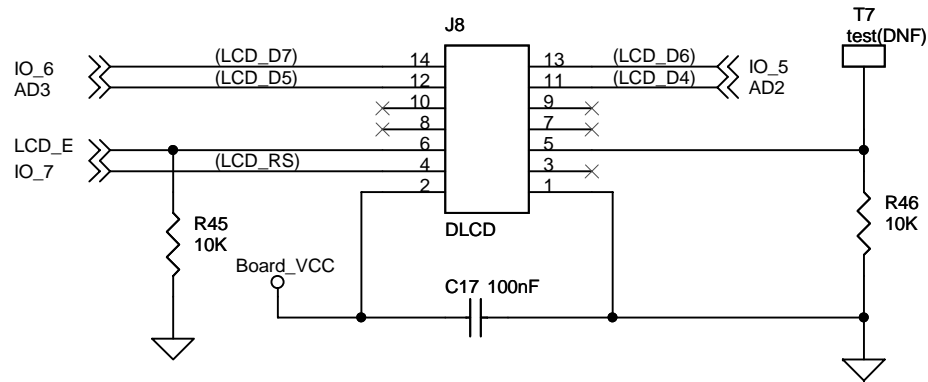 J8
T7
test(DNF)
IO_6
AD3
(LCD_D7)
(LCD_D5)
14
12
10
8
6
4
2
13
11
9
7
5
3
1
(LCD_D6)
(LCD_D4)
IO_5
AD2
LCD_E
IO_7
(LCD_RS)
DLCD
R45
10K
R46
10K
Board_VCC
C17 100nF